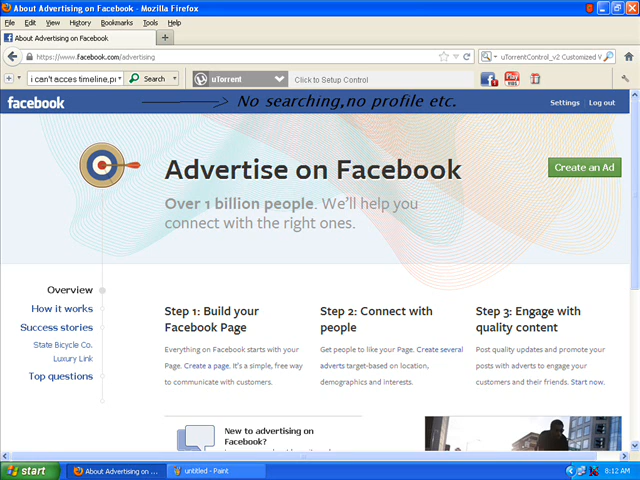 About Advertising on Facebook - Mozilla Firefox
File Edit View History Bookmarks Tools Help
About Advertising on Facebook
https://www.facebook.com/advertising
uTorrentControl_v2 Customized V
i can't acces timeline,p
Search
uTorrent
Click to Setup Control
facebook
No searching,no profile etc.
Settings
Log out
Advertise on Facebook
Create an Ad
Over 1 billion people. We'll help you
connect with the right ones.
Overview
How it works
Success stories
State Bicycle Co.
Luxury Link
Top questions
Step 1: Build your
Facebook Page
Everything on Facebook starts with your
Page. Create a page. It's a simple, free way
to communicate with customers.
Step 2: Connect with
people
Get people to like your Page. Create several
adverts target-based on location,
demographics and interests.
Step 3: Engage with
quality content
Post quality updates and promote your
posts with adverts to engage your
customers and their friends. Start now.
New to advertising on
Facebook?
start
About Advertising on ...
untitled - Paint
8:12 AM